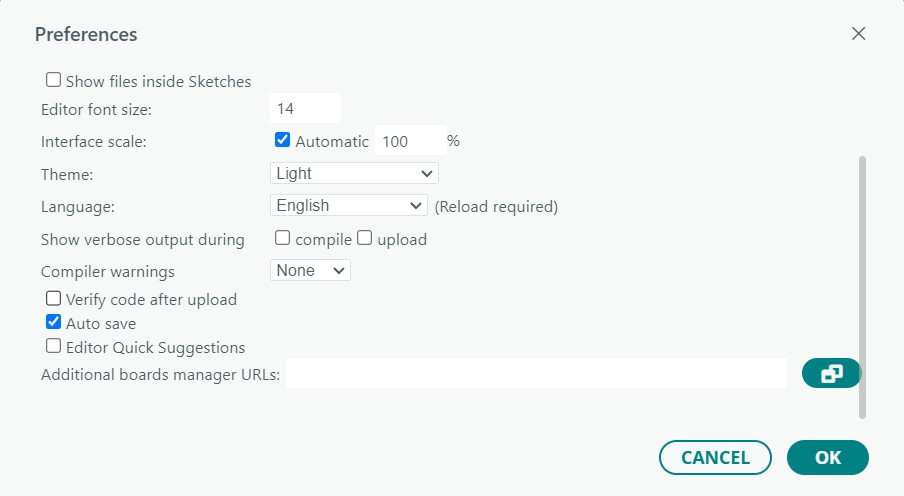 Preferences
Show files inside Sketches
Editor font size: 14
Interface scale: Automatic 100 %
Theme: Light
Language: English (Reload required)
Show verbose output during compile upload
Compiler warnings None
Verify code after upload
Auto save
Editor Quick Suggestions
Additional boards manager URLs:
CANCEL OK